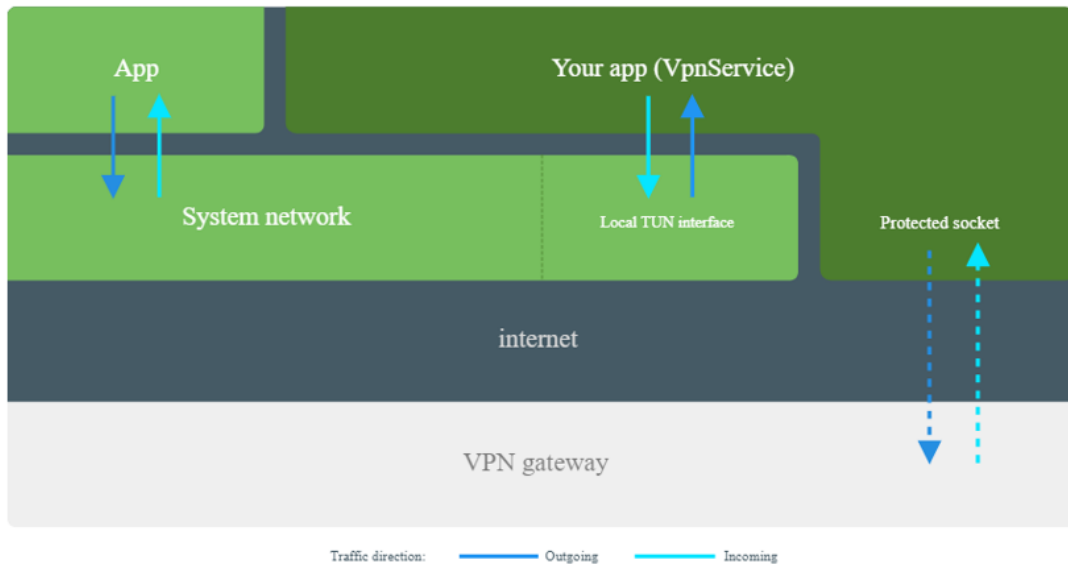 App
Your app (VpnService)
System network
Local TUN interface
Protected socket
internet
VPN gateway
Traffic direction: Outgoing Incoming